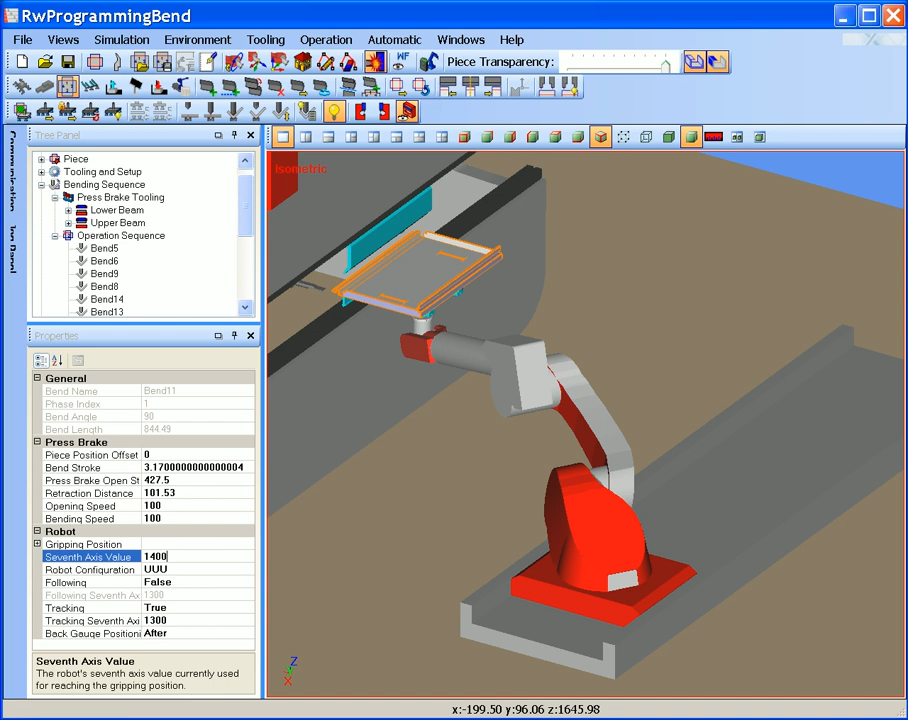 RwProgrammingBend
File Views Simulation Environment Tooling Operation Automatic Windows Help
WF Piece Transparency:
Tree Panel
Piece
Tooling and Setup
Bending Sequence
Press Brake Tooling
Lower Beam
Upper Beam
Operation Sequence
Bend5
Bend6
Bend9
Bend8
Bend14
Bend13
Properties
General
Bend Name Bend11
Phase Index 1
Bend Angle 90
Bend Length 844.49
Press Brake
Piece Position Offset 0
Bend Stroke 3.1700000000000004
Press Brake Open St 427.5
Retraction Distance 101.53
Opening Speed 100
Bending Speed 100
Robot
Gripping Position
Seventh Axis Value 1400
Robot Configuration UUU
Following False
Following Seventh Ax 1300
Tracking True
Tracking Seventh Axi 1300
Back Gauge Positioni After
Seventh Axis Value
The robot's seventh axis value currently used
for reaching the gripping position.
Isometric
Z
X
x:-199.50 y:96.06 z:1645.98